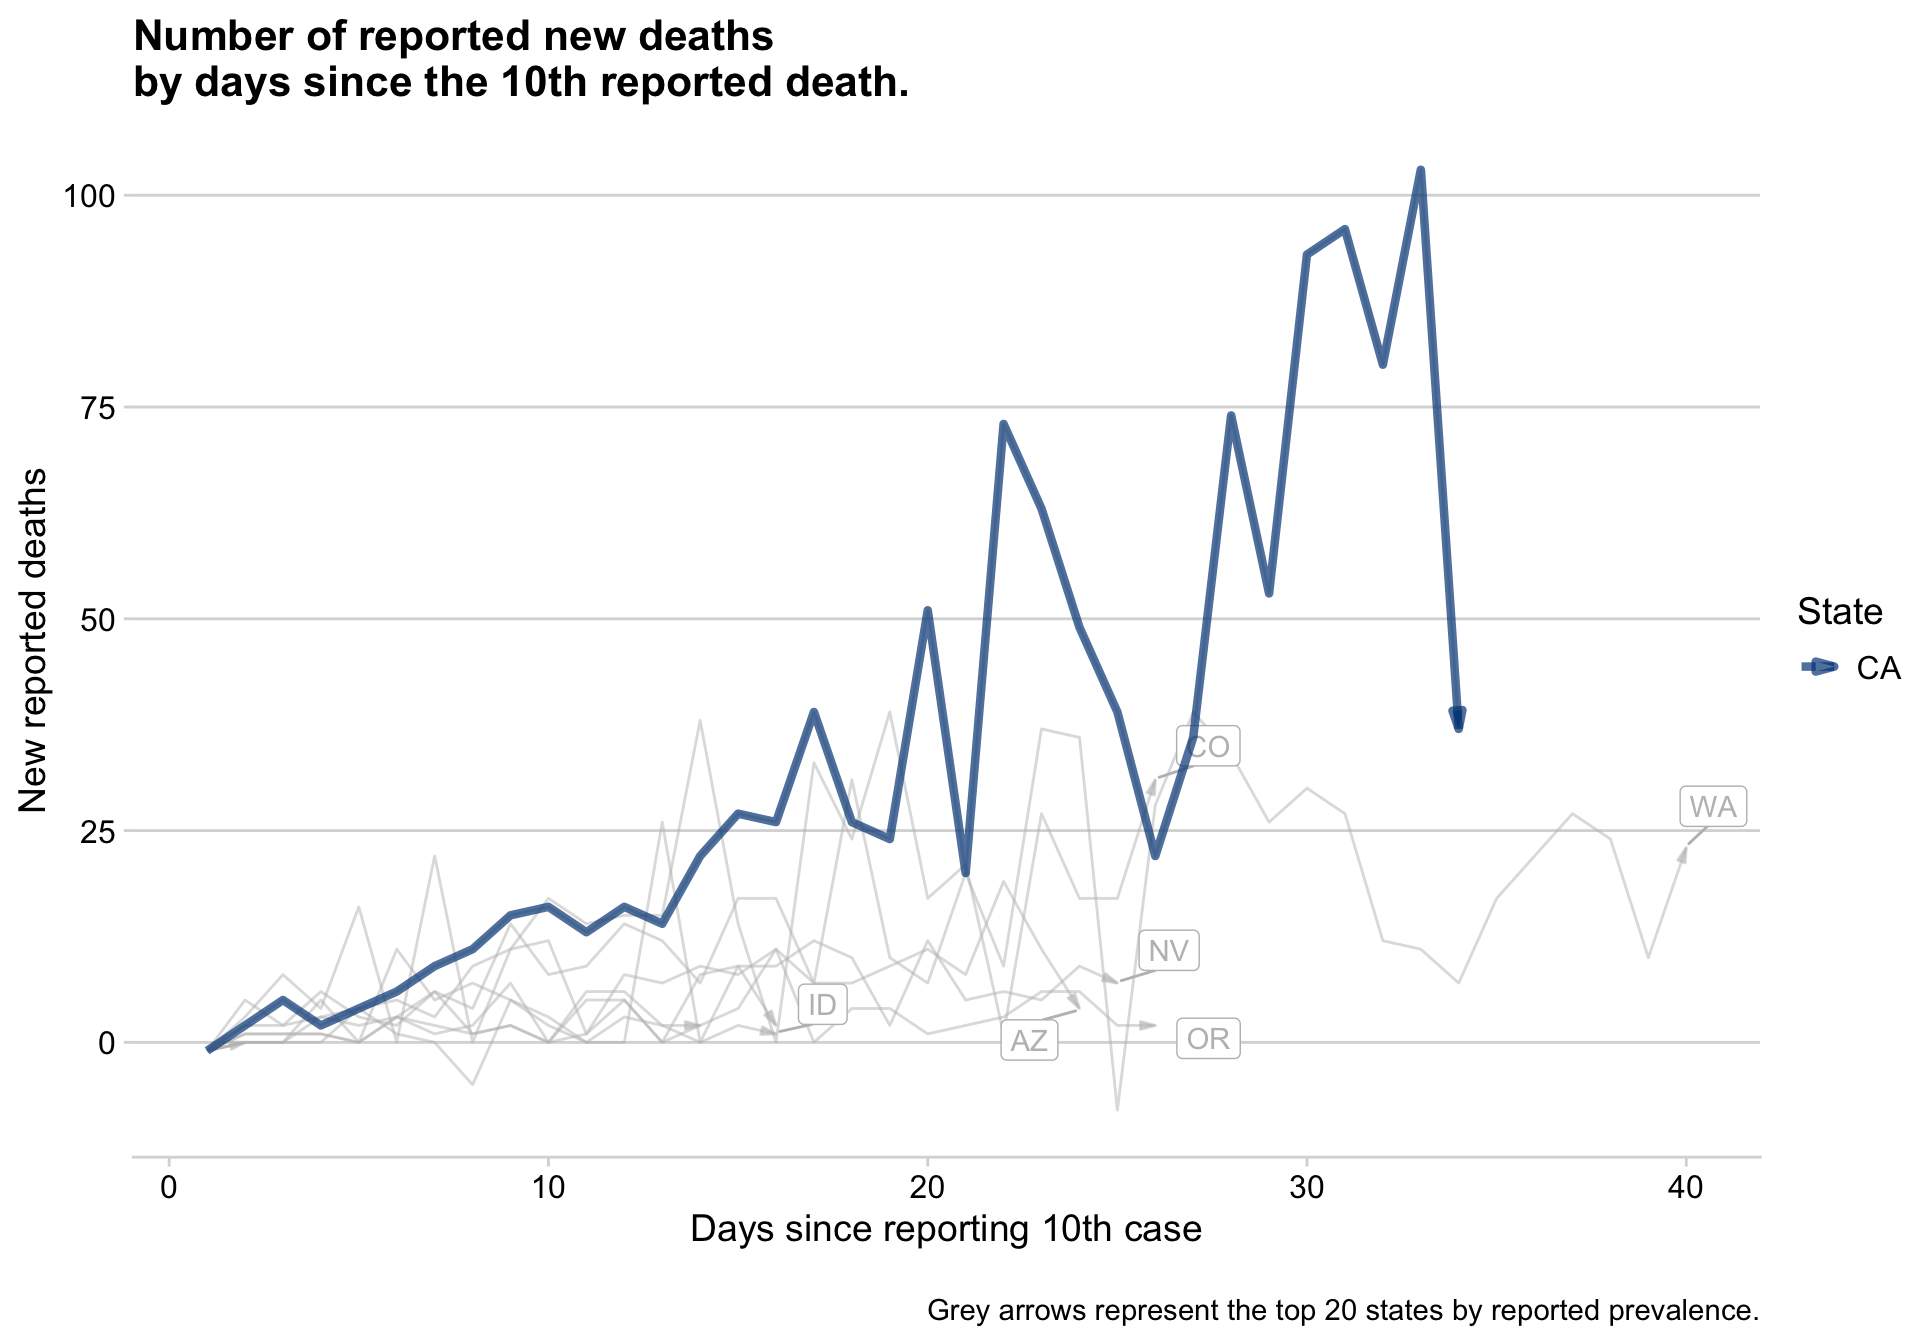 Number of reported new deaths
by days since the 10th reported death.
New reported deaths
100
75
50
25
0
CO
WA
NV
ID
AZ
OR
State
CA
0 10 20 30 40
Days since reporting 10th case
Grey arrows represent the top 20 states by reported prevalence.